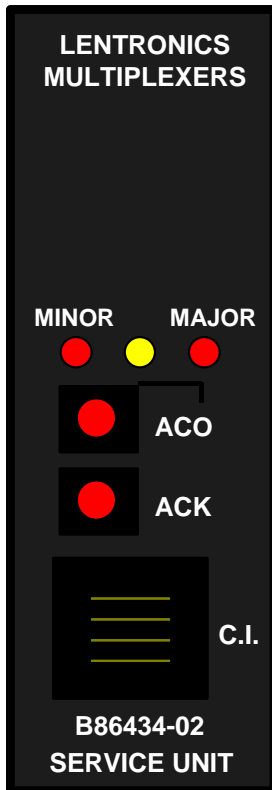 LENTRONICS
MULTIPLEXERS
MINOR MAJOR
ACO
ACK
C.I.
B86434-02
SERVICE UNIT